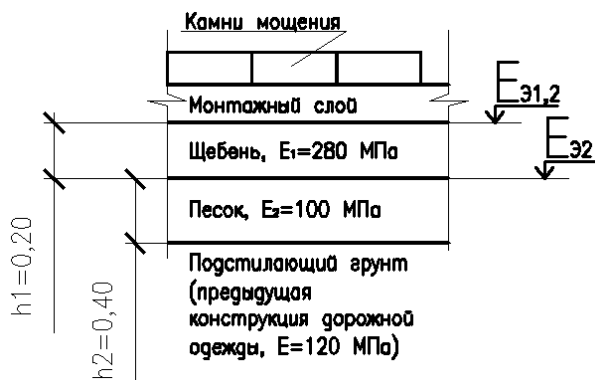 Камни мощения
Монтажный слой
Eэ1,2
Щебень, E₁=280 МПа
Eэ2
Песок, E₂=100 МПа
Подстилающий грунт
(предыдущая
конструкция дорожной
одежды, E=120 МПа)
h1=0,20
h2=0,40